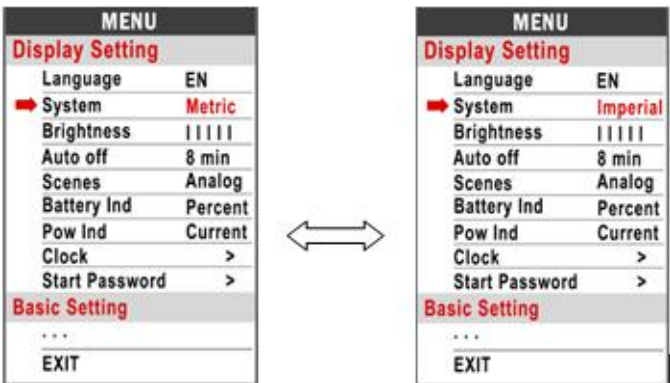 MENU
Display Setting
Language EN
System Metric
Brightness | | | | |
Auto off 8 min
Scenes Analog
Battery Ind Percent
Pow Ind Current
Clock >
Start Password >
Basic Setting
. . .
EXIT
MENU
Display Setting
Language EN
System Imperial
Brightness | | | | |
Auto off 8 min
Scenes Analog
Battery Ind Percent
Pow Ind Current
Clock >
Start Password >
Basic Setting
. . .
EXIT